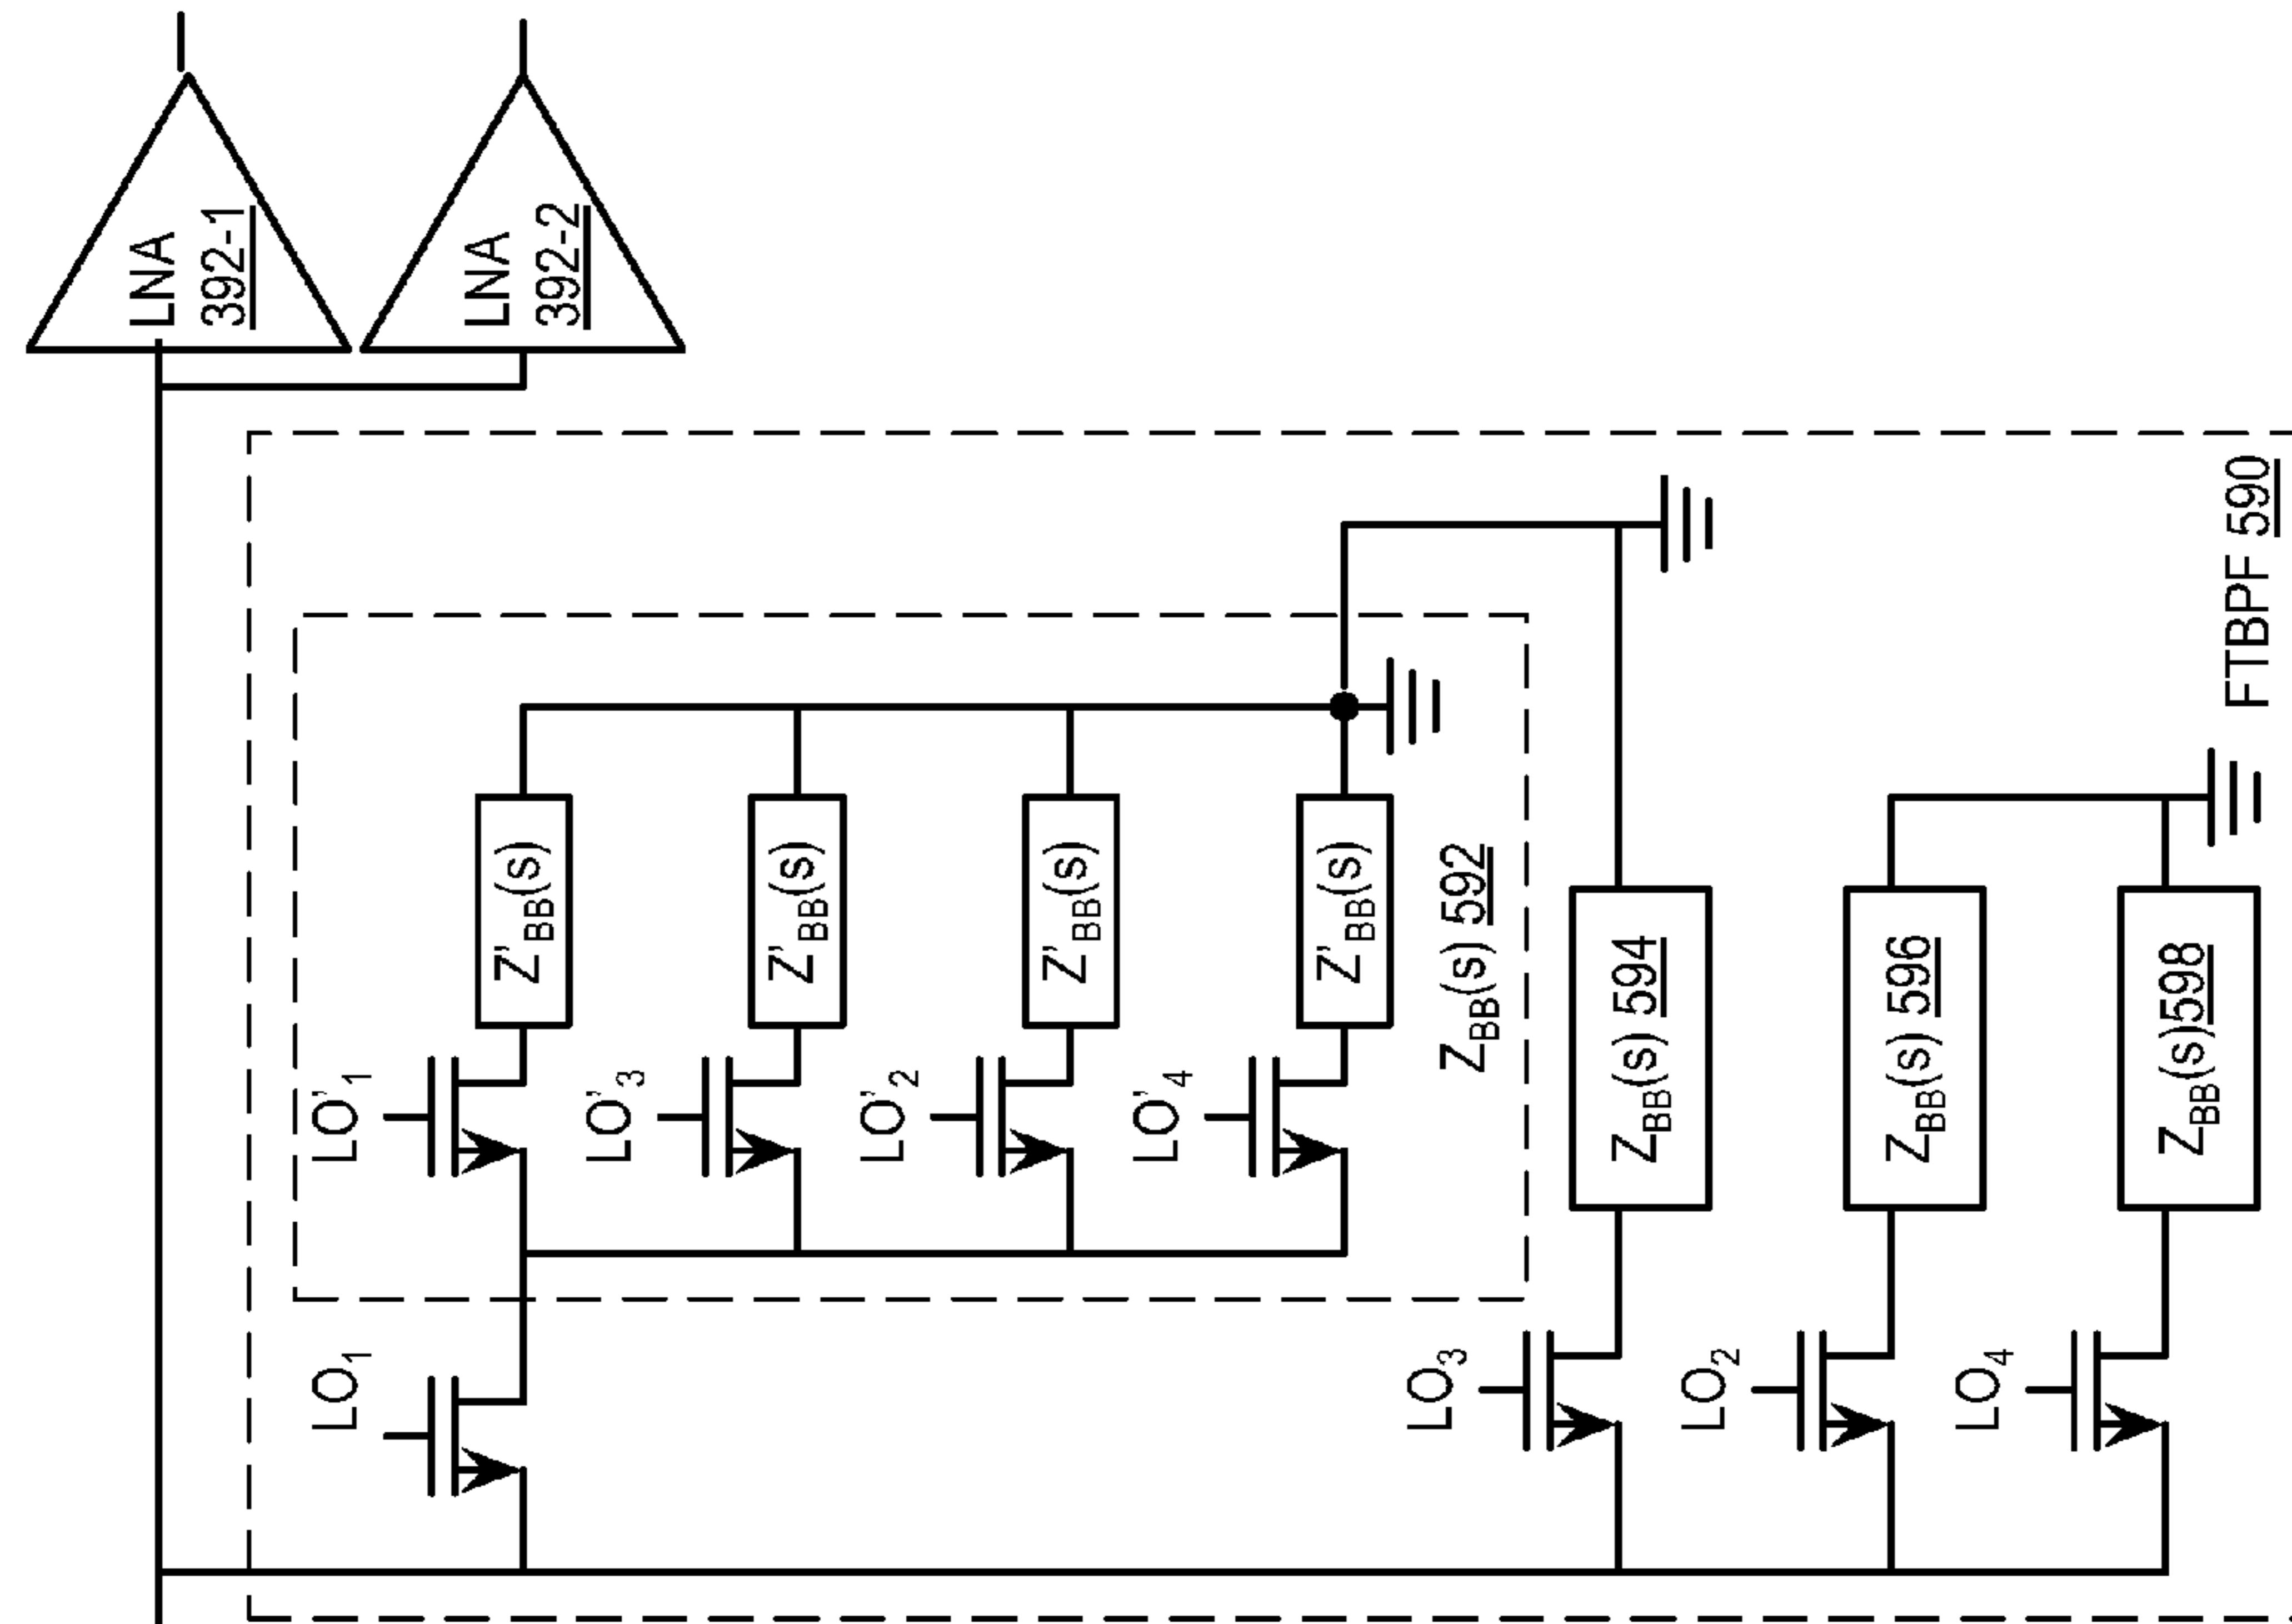 LNA
392-1
LNA
392-2
LO'1
Z'BB(s)
LO'3
Z'BB(s)
LO'2
Z'BB(s)
LO'4
Z'BB(s)
ZBB(s) 592
LO1
LO3
ZBB(s) 594
LO2
ZBB(s) 596
LO4
ZBB(s)598
FTBPF 590